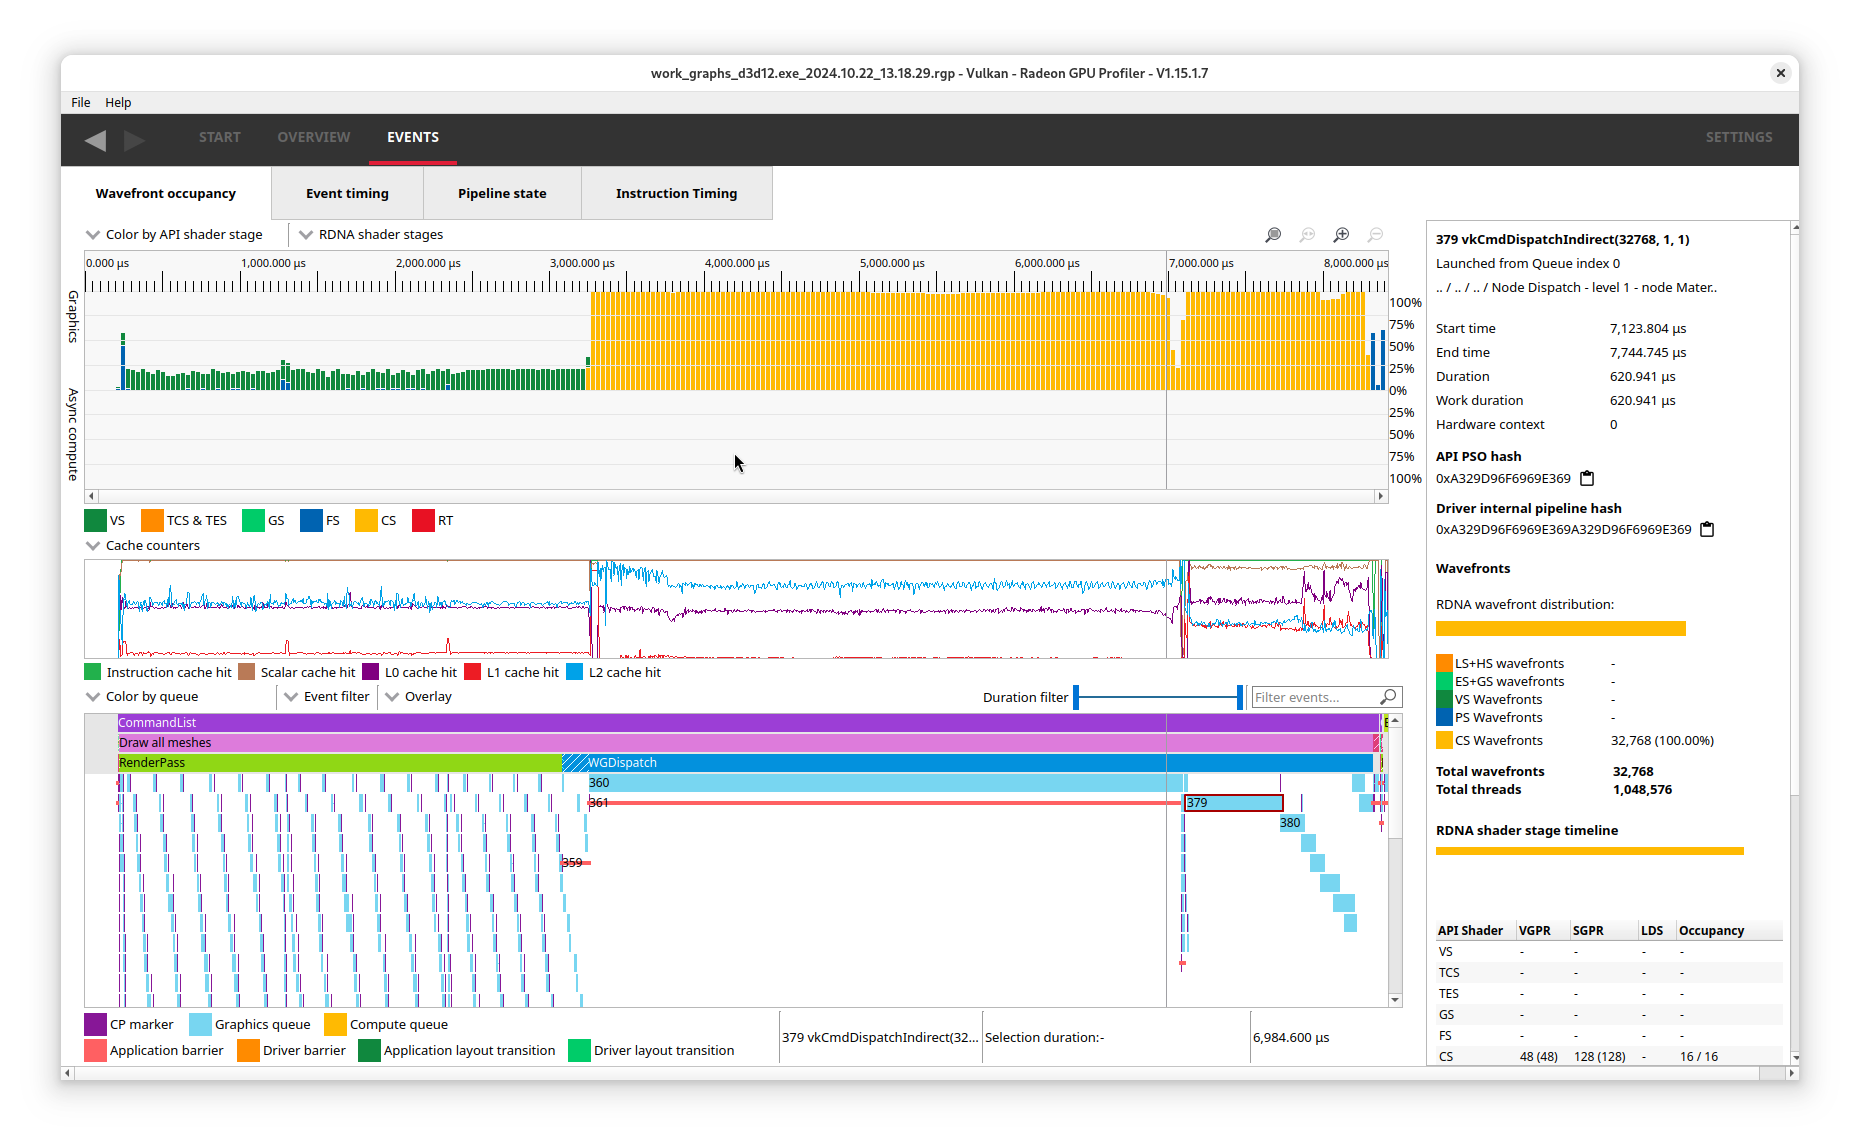 work_graphs_d3d12.exe_2024.10.22_13.18.29.rgp - Vulkan - Radeon GPU Profiler - V1.15.1.7
File Help
START OVERVIEW EVENTS SETTINGS
Wavefront occupancy Event timing Pipeline state Instruction Timing
Color by API shader stage RDNA shader stages
0.000 µs 1,000.000 µs 2,000.000 µs 3,000.000 µs 4,000.000 µs 5,000.000 µs 6,000.000 µs 7,000.000 µs 8,000.000 µs
Graphics
100%
75%
50%
25%
0%
Async compute
25%
50%
75%
100%
VS TCS & TES GS FS CS RT
Cache counters
Instruction cache hit Scalar cache hit L0 cache hit L1 cache hit L2 cache hit
Color by queue Event filter Overlay Duration filter Filter events...
CommandList
Draw all meshes
RenderPass WGDispatch
360
361 379
380
359
CP marker Graphics queue Compute queue
Application barrier Driver barrier Application layout transition Driver layout transition
379 vkCmdDispatchIndirect(32... Selection duration:- 6,984.600 µs
379 vkCmdDispatchIndirect(32768, 1, 1)
Launched from Queue index 0
.. / .. / .. / Node Dispatch - level 1 - node Mater..
Start time 7,123.804 µs
End time 7,744.745 µs
Duration 620.941 µs
Work duration 620.941 µs
Hardware context 0
API PSO hash
0xA329D96F6969E369
Driver internal pipeline hash
0xA329D96F6969E369A329D96F6969E369
Wavefronts
RDNA wavefront distribution:
LS+HS wavefronts -
ES+GS wavefronts -
VS Wavefronts -
PS Wavefronts -
CS Wavefronts 32,768 (100.00%)
Total wavefronts 32,768
Total threads 1,048,576
RDNA shader stage timeline
API Shader VGPR SGPR LDS Occupancy
VS - - - -
TCS - - - -
TES - - - -
GS - - - -
FS - - - -
CS 48 (48) 128 (128) - 16 / 16